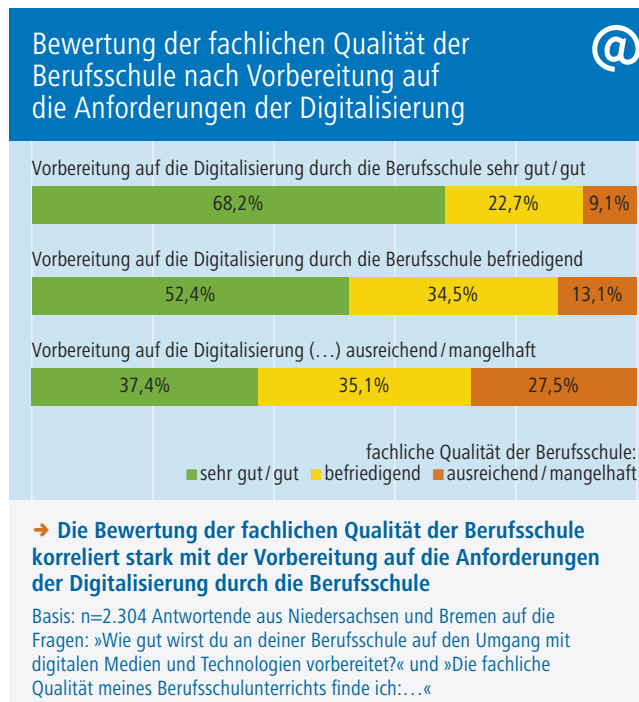 Bewertung der fachlichen Qualität der
Berufsschule nach Vorbereitung auf
die Anforderungen der Digitalisierung
@
Vorbereitung auf die Digitalisierung durch die Berufsschule sehr gut/gut
68,2% 22,7% 9,1%
Vorbereitung auf die Digitalisierung durch die Berufsschule befriedigend
52,4% 34,5% 13,1%
Vorbereitung auf die Digitalisierung (…) ausreichend/mangelhaft
37,4% 35,1% 27,5%
fachliche Qualität der Berufsschule:
sehr gut/gut befriedigend ausreichend/mangelhaft
➔ Die Bewertung der fachlichen Qualität der Berufsschule
korreliert stark mit der Vorbereitung auf die Anforderungen
der Digitalisierung durch die Berufsschule
Basis: n=2.304 Antwortende aus Niedersachsen und Bremen auf die
Fragen: »Wie gut wirst du an deiner Berufsschule auf den Umgang mit
digitalen Medien und Technologien vorbereitet?« und »Die fachliche
Qualität meines Berufsschulunterrichts finde ich:…«